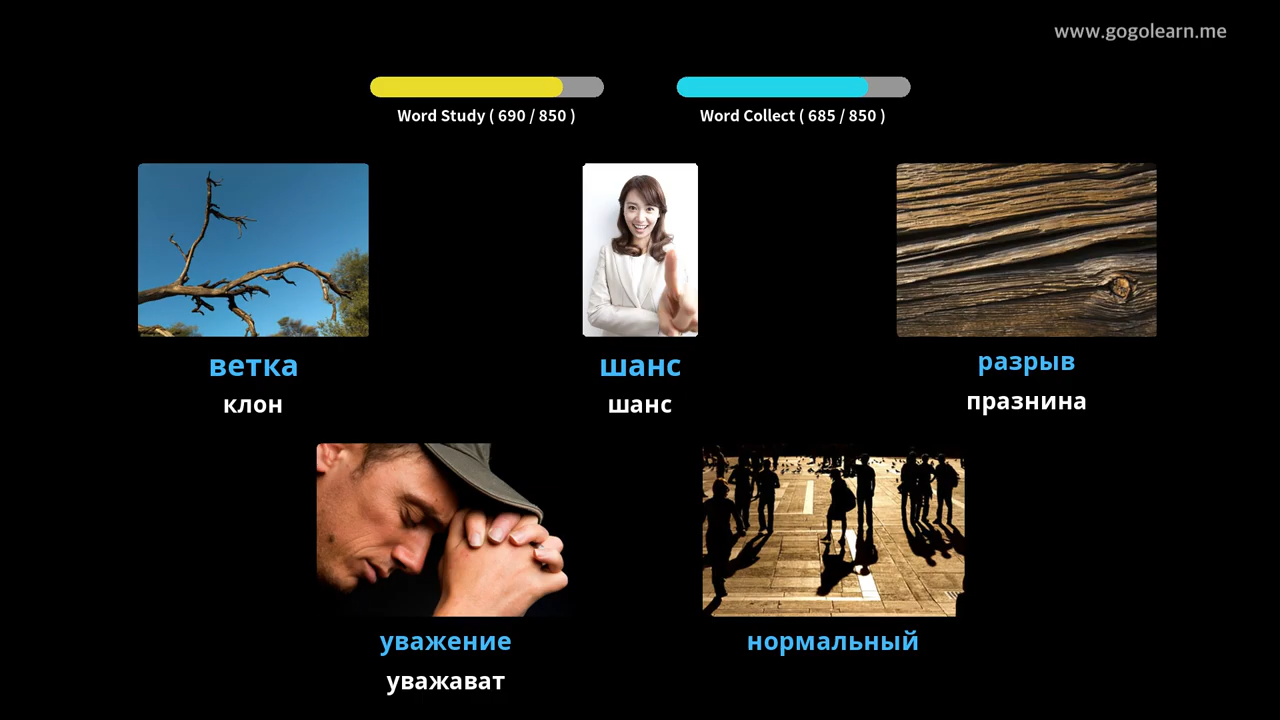 www.gogolearn.me
Word Study ( 690 / 850 )
Word Collect ( 685 / 850 )
ветка
клон
шанс
шанс
разрыв
празнина
уважение
уважават
нормальный